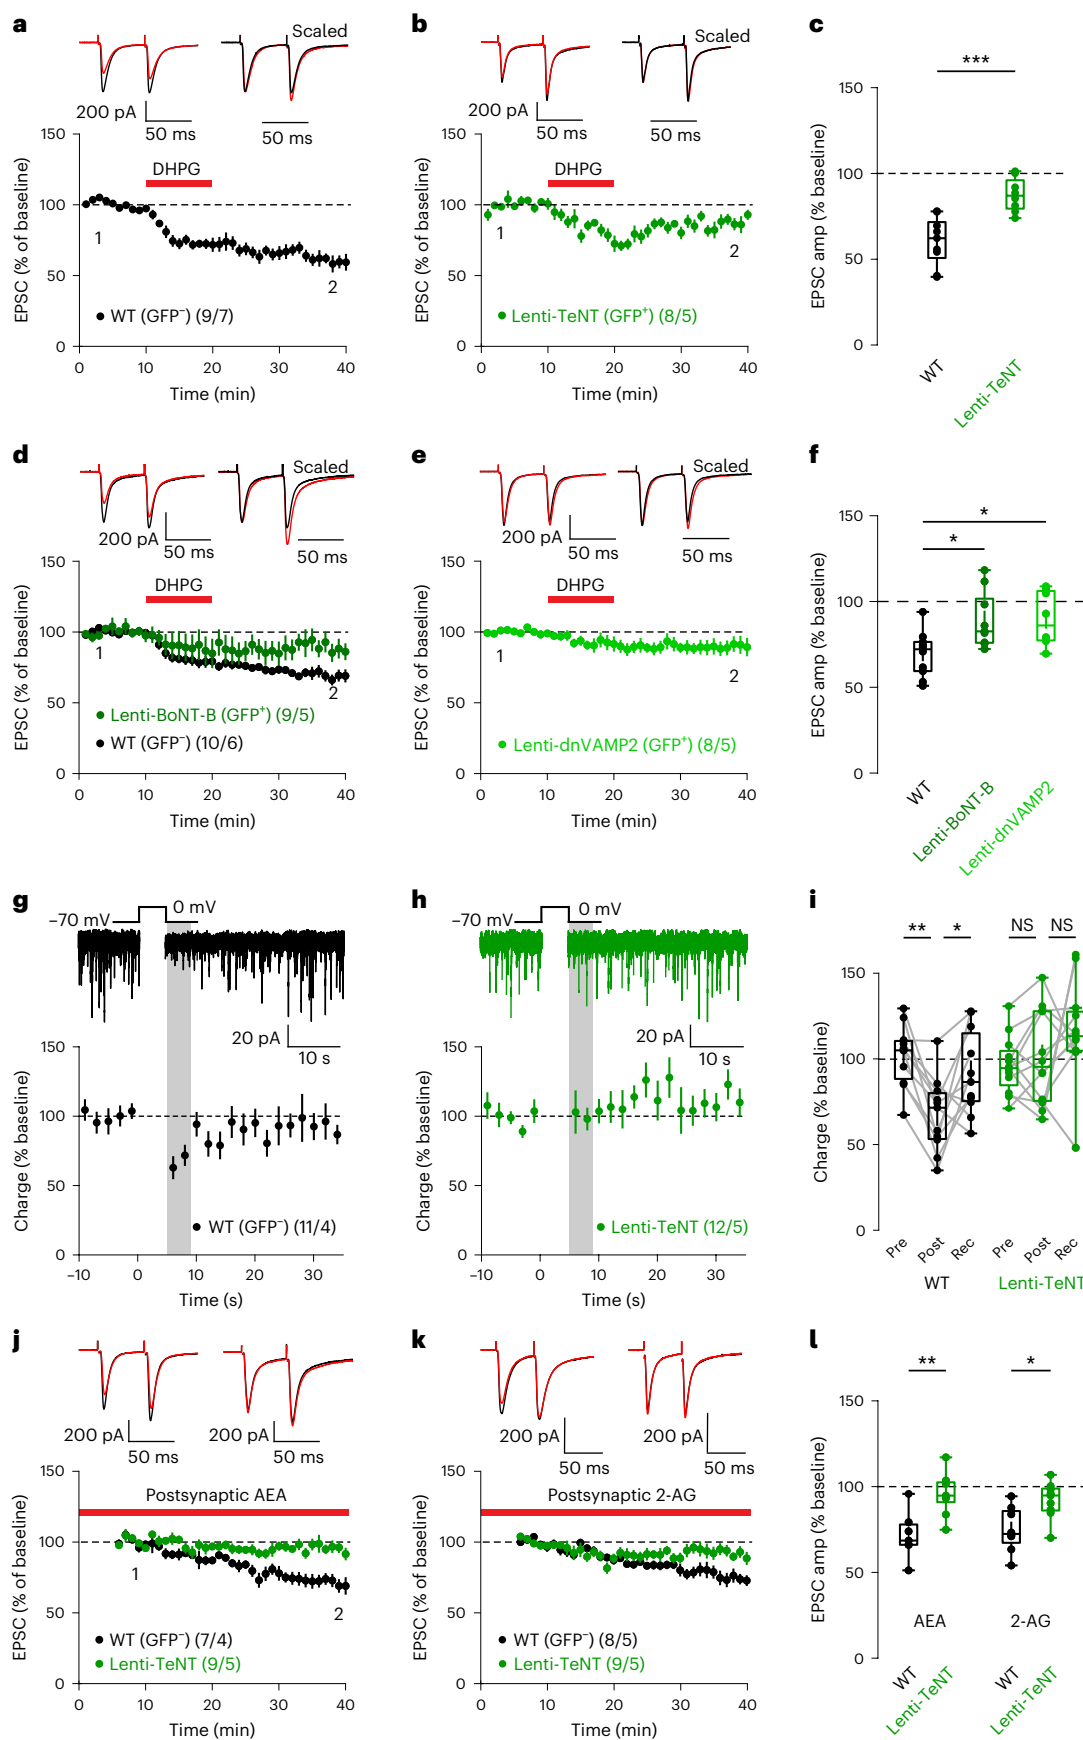 a
Scaled
200 pA
50 ms
50 ms
EPSC (% of baseline)
150
100
50
0
DHPG
1
2
WT (GFP⁻) (9/7)
0 10 20 30 40
Time (min)
b
Scaled
200 pA
50 ms
50 ms
EPSC (% of baseline)
150
100
50
0
DHPG
1
2
Lenti-TeNT (GFP⁺) (8/5)
0 10 20 30 40
Time (min)
c
***
EPSC amp (% baseline)
150
100
50
0
WT
Lenti-TeNT
d
Scaled
200 pA
50 ms
50 ms
EPSC (% of baseline)
150
100
50
0
DHPG
1
2
Lenti-BoNT-B (GFP⁺) (9/5)
WT (GFP⁻) (10/6)
0 10 20 30 40
Time (min)
e
Scaled
200 pA
50 ms
50 ms
EPSC (% of baseline)
150
100
50
0
DHPG
1
2
Lenti-dnVAMP2 (GFP⁺) (8/5)
0 10 20 30 40
Time (min)
f
*
*
EPSC amp (% baseline)
150
100
50
0
WT
Lenti-BoNT-B
Lenti-dnVAMP2
g
−70 mV
0 mV
20 pA
10 s
Charge (% baseline)
150
100
50
0
WT (GFP⁻) (11/4)
−10 0 10 20 30
Time (s)
h
−70 mV
0 mV
20 pA
10 s
Charge (% baseline)
150
100
50
0
Lenti-TeNT (12/5)
−10 0 10 20 30
Time (s)
i
** * NS NS
Charge (% baseline)
150
100
50
0
Pre Post Rec Pre Post Rec
WT Lenti-TeNT
j
200 pA
50 ms
200 pA
50 ms
EPSC (% of baseline)
150
100
50
0
Postsynaptic AEA
1
2
WT (GFP⁻) (7/4)
Lenti-TeNT (9/5)
0 10 20 30 40
Time (min)
k
200 pA
50 ms
200 pA
50 ms
EPSC (% of baseline)
150
100
50
0
Postsynaptic 2-AG
WT (GFP⁻) (8/5)
Lenti-TeNT (9/5)
0 10 20 30 40
Time (min)
l
** *
EPSC amp (% baseline)
150
100
50
0
AEA 2-AG
WT
Lenti-TeNT
WT
Lenti-TeNT